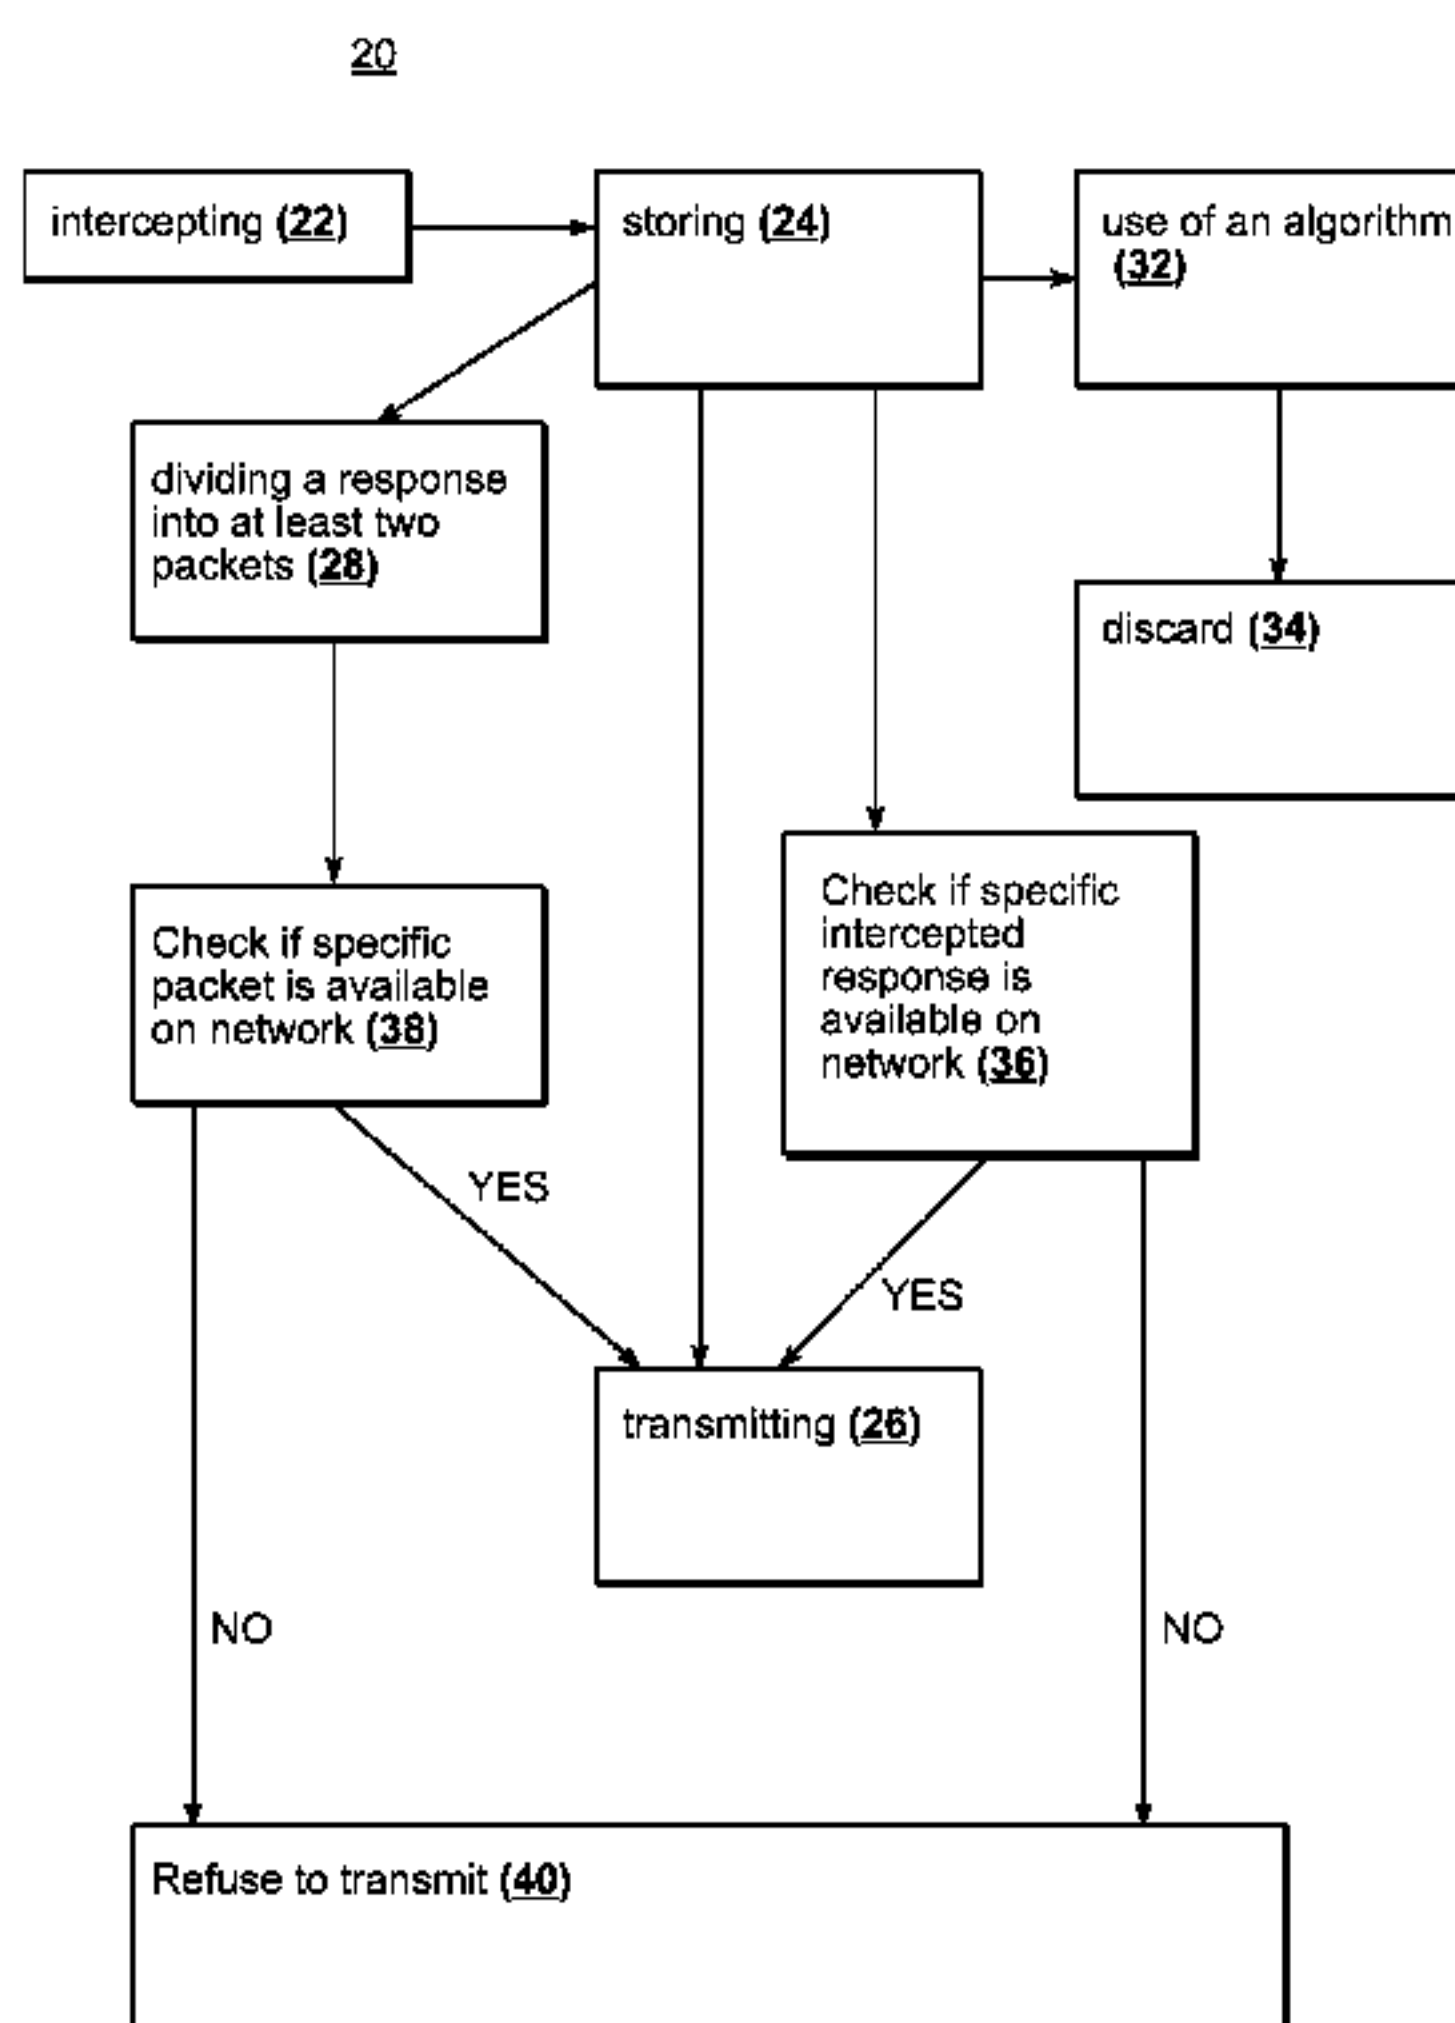 20
intercepting (22)
storing (24)
use of an algorithm
(32)
dividing a response
into at least two
packets (28)
discard (34)
Check if specific
intercepted
response is
available on
network (36)
Check if specific
packet is available
on network (38)
YES
YES
transmitting (26)
NO
NO
Refuse to transmit (40)